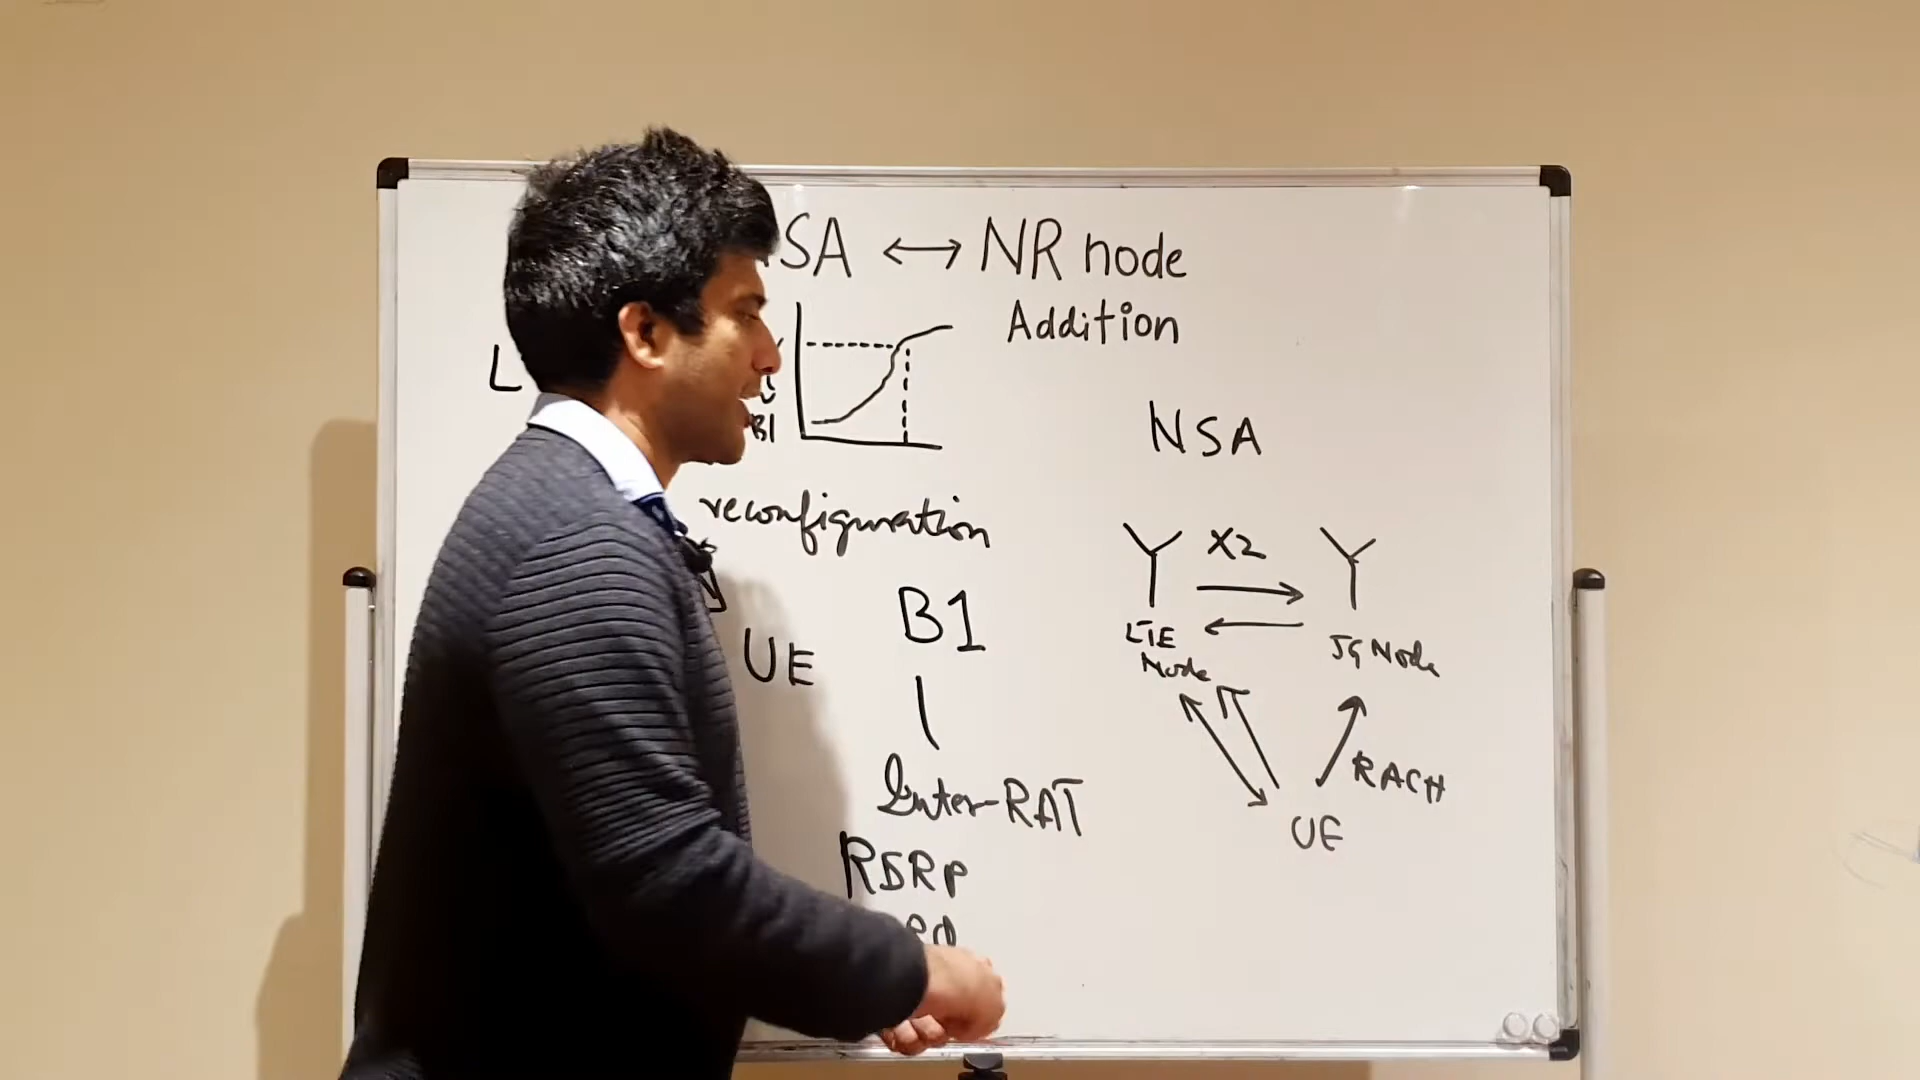 SA ↔ NR node
Addition
L
B1
NSA
reconfiguration
X2
B1
LTE
Node
5G Node
UE
Inter-RAT
RACH
UE
RSRP